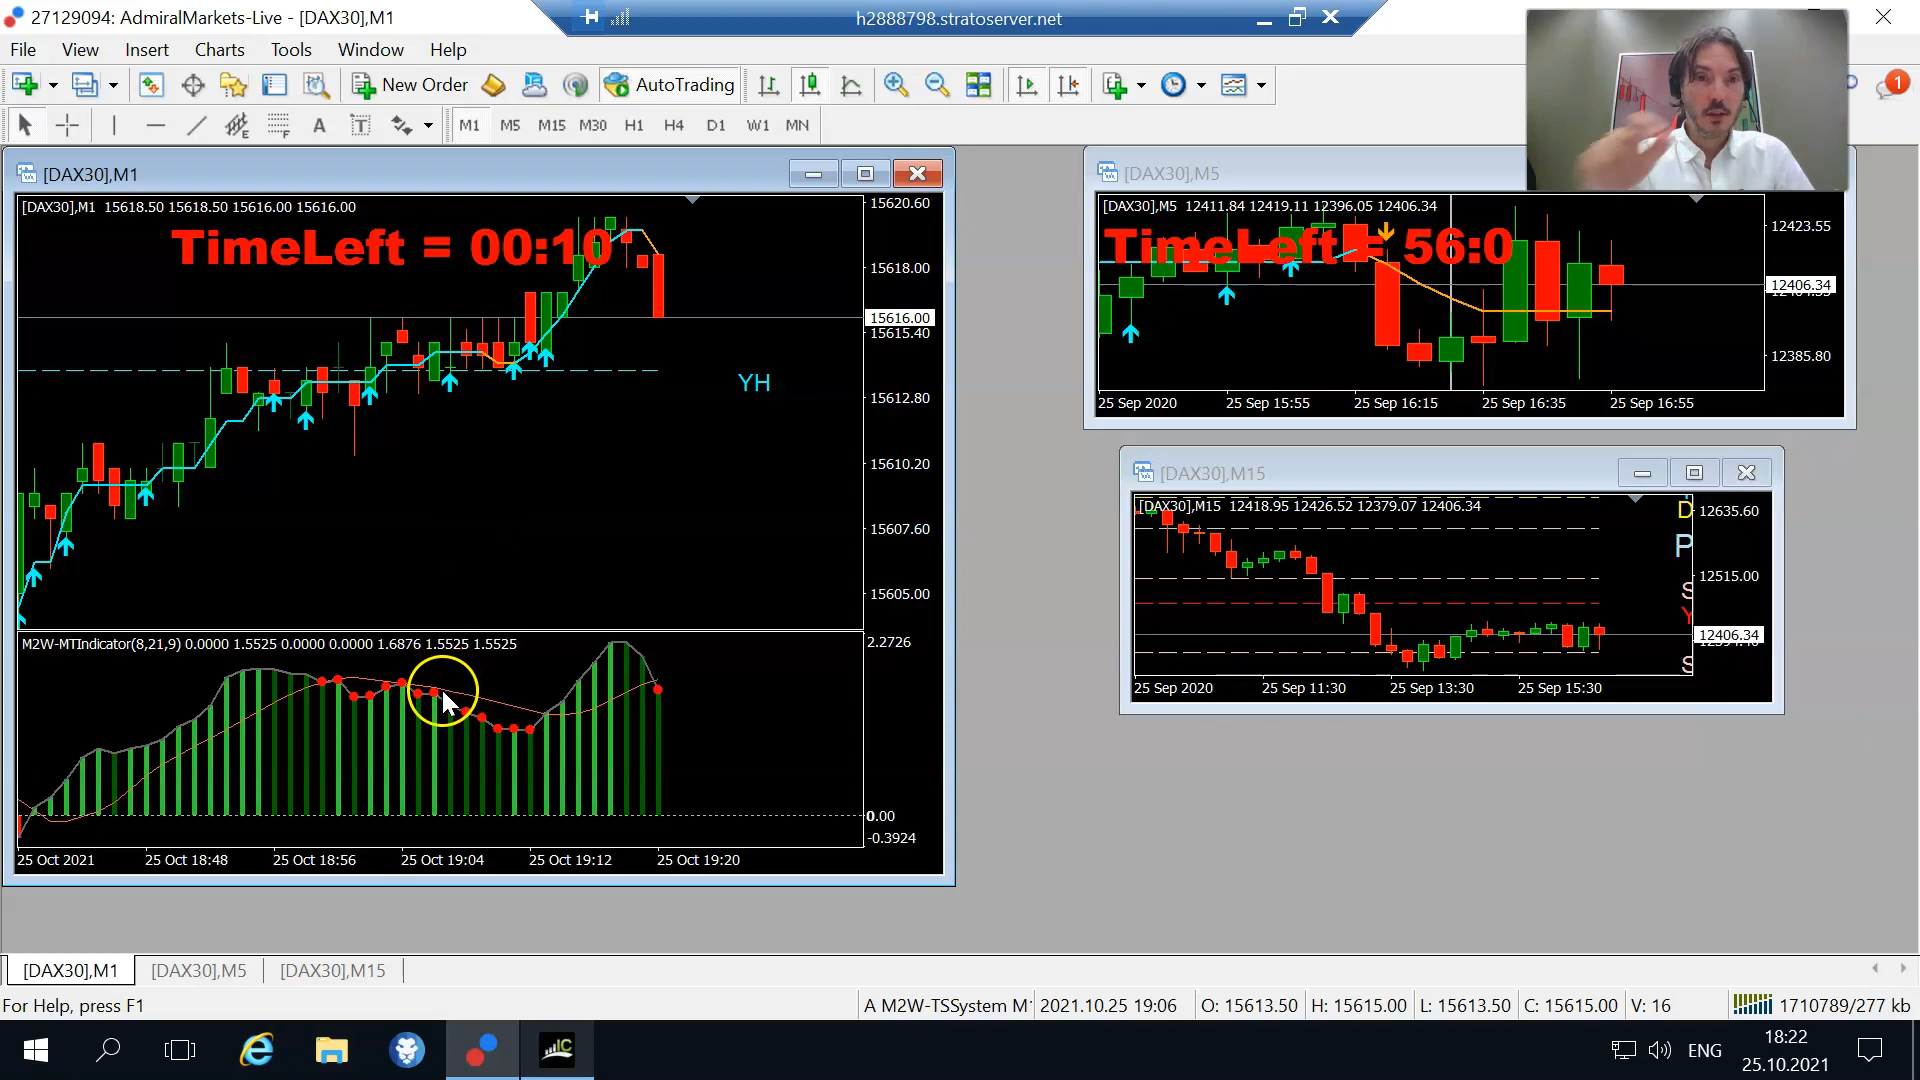 27129094: AdmiralMarkets-Live - [DAX30],M1
h2888798.stratoserver.net
File View Insert Charts Tools Window Help
New Order
AutoTrading
1
A T
M1 M5 M15 M30 H1 H4 D1 W1 MN
[DAX30],M1
[DAX30],M1 15618.50 15618.50 15616.00 15616.00
TimeLeft = 00:10
YH
15620.60
15618.00
15616.00
15615.40
15612.80
15610.20
15607.60
15605.00
M2W-MTIndicator(8,21,9) 0.0000 1.5525 0.0000 0.0000 1.6876 1.5525 1.5525
2.2726
0.00
-0.3924
25 Oct 2021 25 Oct 18:48 25 Oct 18:56 25 Oct 19:04 25 Oct 19:12 25 Oct 19:20
[DAX30],M5
[DAX30],M5 12411.84 12419.11 12396.05 12406.34
TimeLeft = 56:0
12423.55
12406.34
12385.80
25 Sep 2020 25 Sep 15:55 25 Sep 16:15 25 Sep 16:35 25 Sep 16:55
[DAX30],M15
[DAX30],M15 12418.95 12426.52 12379.07 12406.34
D
P
S
Y
S
12635.60
12515.00
12406.34
25 Sep 2020 25 Sep 11:30 25 Sep 13:30 25 Sep 15:30
[DAX30],M1 [DAX30],M5 [DAX30],M15
For Help, press F1
A M2W-TSSystem M 2021.10.25 19:06 O: 15613.50 H: 15615.00 L: 15613.50 C: 15615.00 V: 16 1710789/277 kb
IC
ENG
18:22
25.10.2021